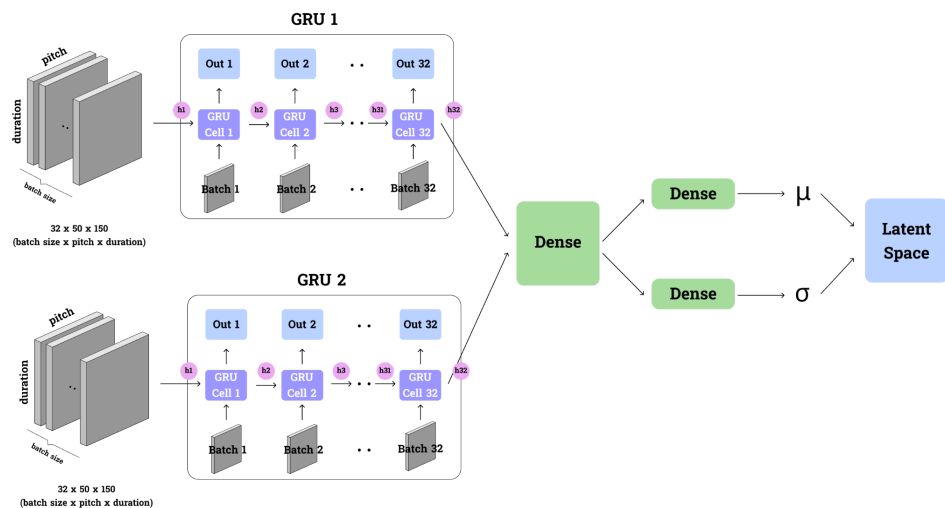 GRU 1
pitch
duration
batch size
32 x 50 x 150
(batch size x pitch x duration)
Out 1
Out 2
. .
Out 32
h1
h2
h3
h31
h32
GRU
Cell 1
GRU
Cell 2
. .
GRU
Cell 32
Batch 1
Batch 2
. .
Batch 32
GRU 2
pitch
duration
batch size
32 x 50 x 150
(batch size x pitch x duration)
Out 1
Out 2
. .
Out 32
h1
h2
h3
h31
h32
GRU
Cell 1
GRU
Cell 2
. .
GRU
Cell 32
Batch 1
Batch 2
. .
Batch 32
Dense
Dense
μ
Dense
σ
Latent
Space